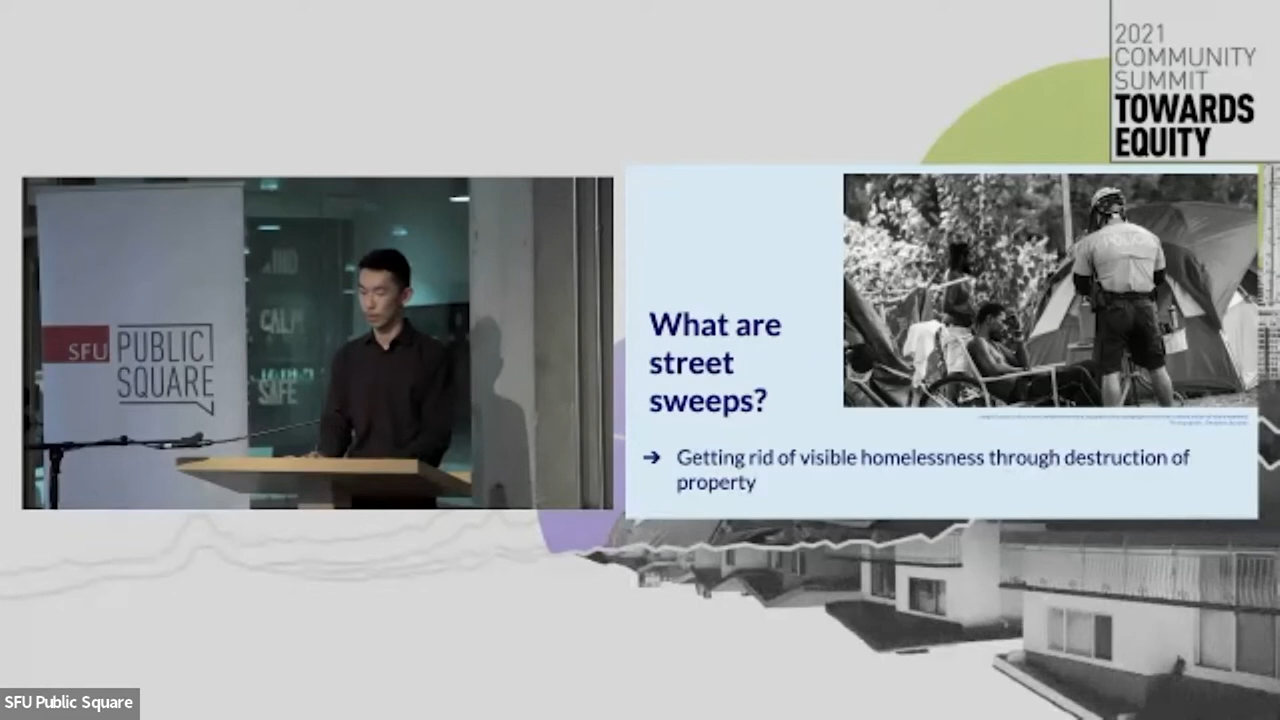 2021
COMMUNITY
SUMMIT
TOWARDS
EQUITY
SFU PUBLIC
SQUARE
CALM
SAFE
What are
street
sweeps?
➔ Getting rid of visible homelessness through destruction of
property
SFU Public Square